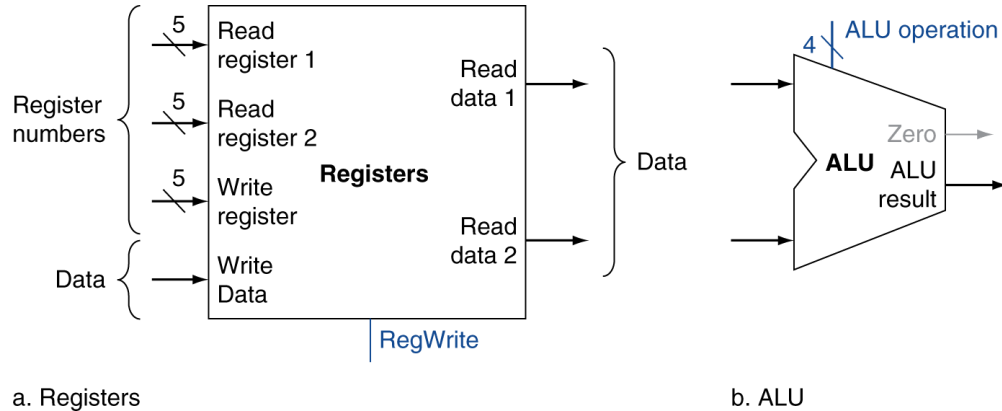 Register
numbers
Data
5
Read
register 1
5
Read
register 2
5
Write
register
Write
Data
Registers
Read
data 1
Read
data 2
RegWrite
Data
4
ALU operation
Zero
ALU
ALU
result
a. Registers
b. ALU